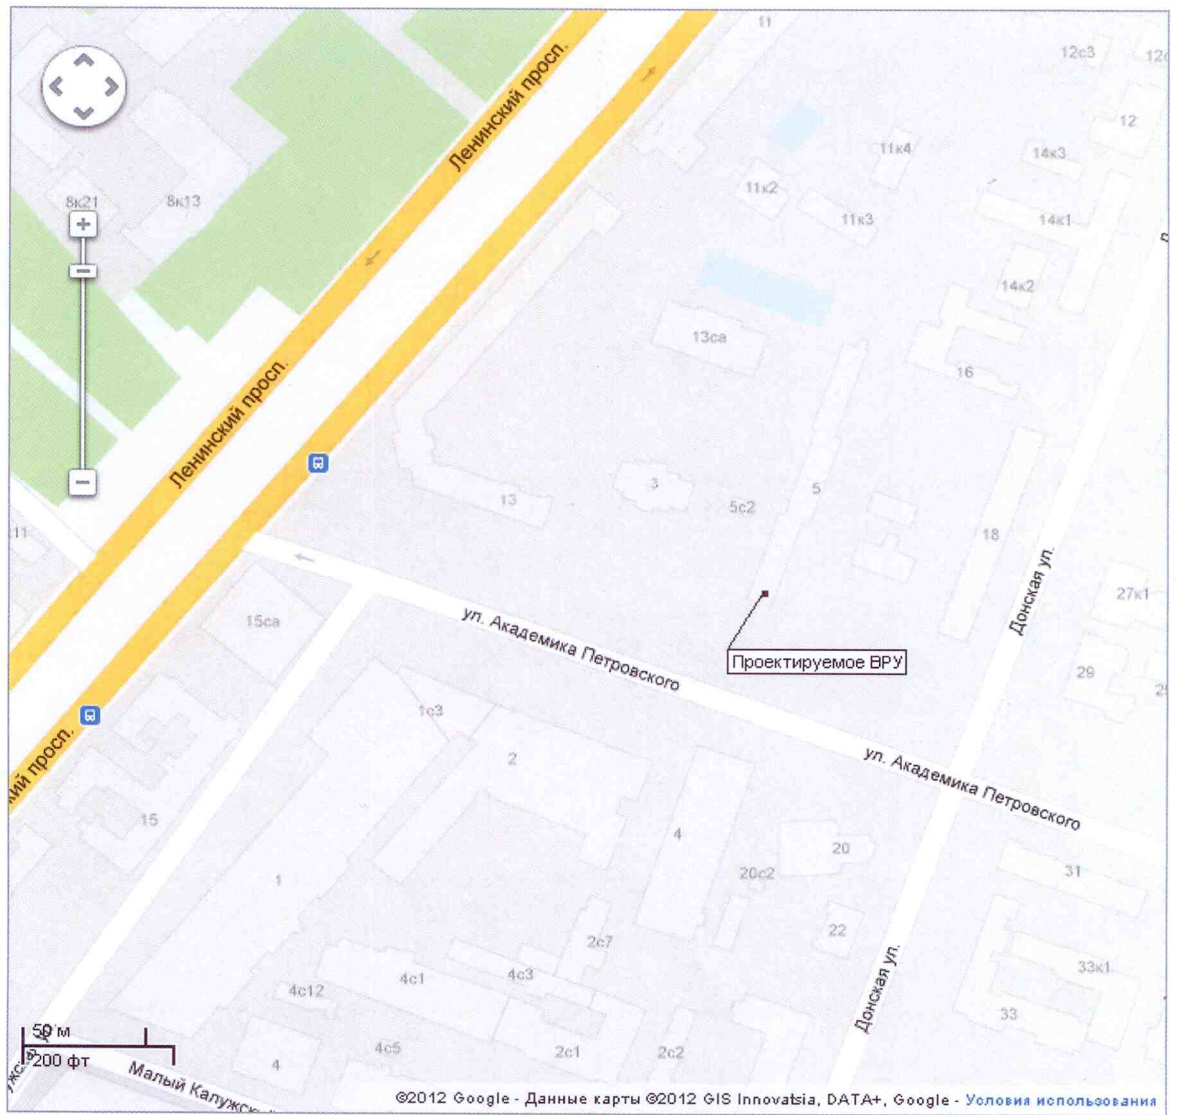 11
12с3
12
Ленинский просп.
11к4
14к3
8к21
8к13
11к2
11к3
14к1
14к2
13са
16
Ленинский просп.
13
3
5с2
5
18
11
Донская ул.
27к1
15са
ул. Академика Петровского
Проектируемое ВРУ
29
1с3
2
ул. Академика Петровского
15
4
20
20с2
31
1
22
2с7
33к1
4с1
4с3
4с12
Донская ул.
33
50 м
200 фт
4
4с5
2с1
2с2
Малый Калужский
©2012 Google - Данные карты ©2012 GIS Innovatsia, DATA+, Google - Условия использования